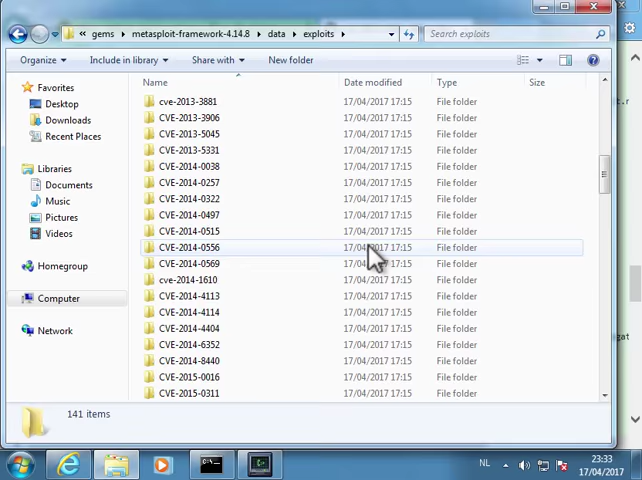 « gems ▸ metasploit-framework-4.14.8 ▸ data ▸ exploits ▸
Search exploits
Organize
Include in library
Share with
New folder
Name Date modified Type Size
Favorites
Desktop
Downloads
Recent Places
Libraries
Documents
Music
Pictures
Videos
Homegroup
Computer
Network
cve-2013-3881 17/04/2017 17:15 File folder
CVE-2013-3906 17/04/2017 17:15 File folder
CVE-2013-5045 17/04/2017 17:15 File folder
CVE-2013-5331 17/04/2017 17:15 File folder
CVE-2014-0038 17/04/2017 17:15 File folder
CVE-2014-0257 17/04/2017 17:15 File folder
CVE-2014-0322 17/04/2017 17:15 File folder
CVE-2014-0497 17/04/2017 17:15 File folder
CVE-2014-0515 17/04/2017 17:15 File folder
CVE-2014-0556 17/04/2017 17:15 File folder
CVE-2014-0569 17/04/2017 17:15 File folder
cve-2014-1610 17/04/2017 17:15 File folder
CVE-2014-4113 17/04/2017 17:15 File folder
CVE-2014-4114 17/04/2017 17:15 File folder
CVE-2014-4404 17/04/2017 17:15 File folder
CVE-2014-6352 17/04/2017 17:15 File folder
CVE-2014-8440 17/04/2017 17:15 File folder
CVE-2015-0016 17/04/2017 17:15 File folder
CVE-2015-0311 17/04/2017 17:15 File folder
141 items
NL
23:33
17/04/2017